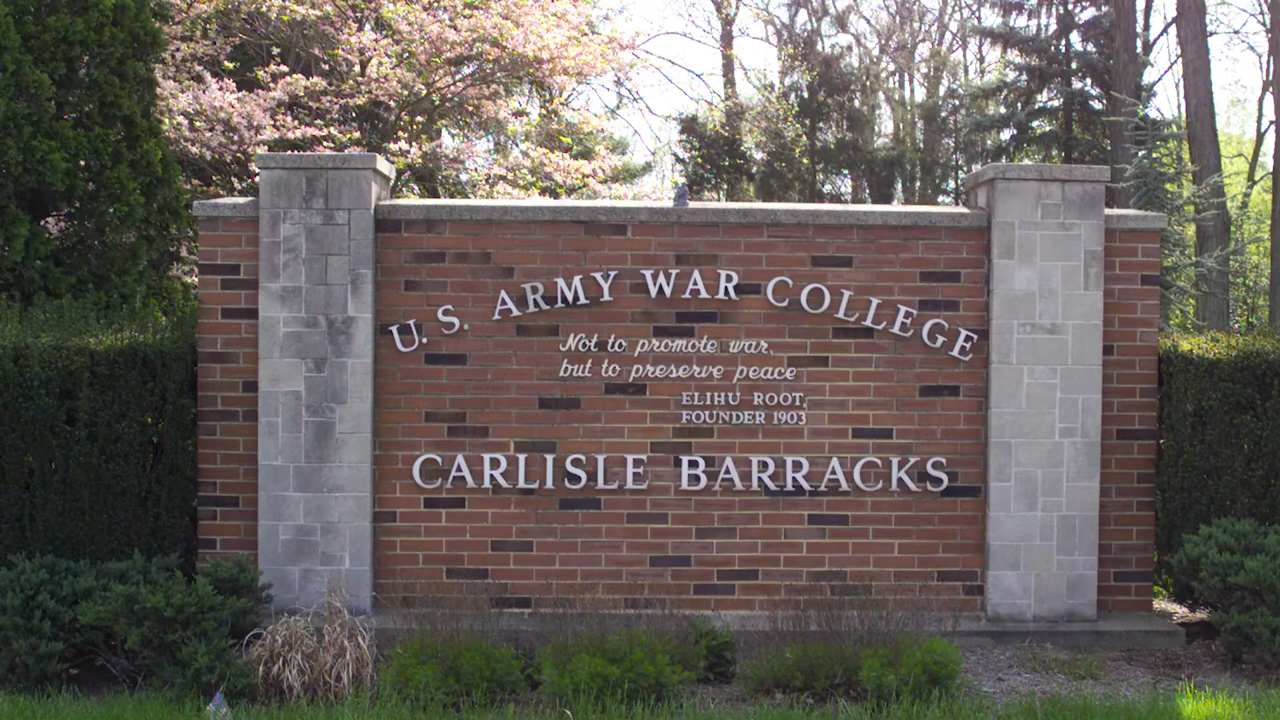 U.S. ARMY WAR COLLEGE
Not to promote war,
but to preserve peace
ELIHU ROOT,
FOUNDER 1903
CARLISLE BARRACKS